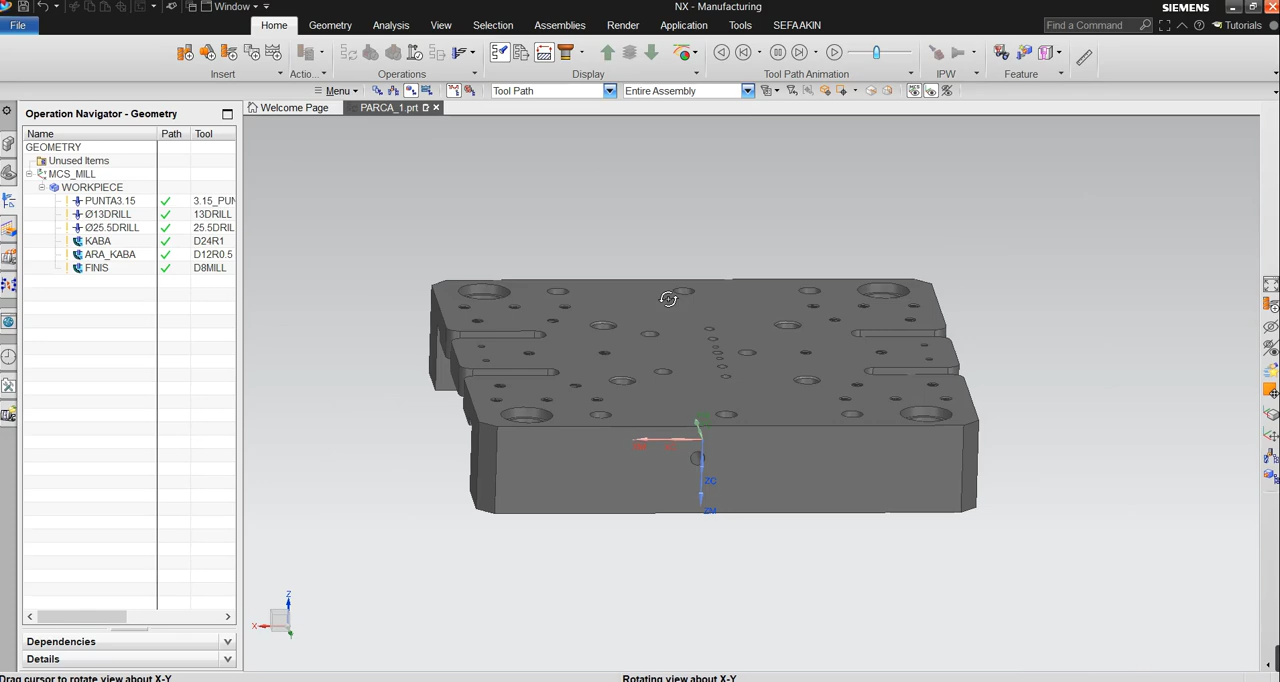 Window
NX - Manufacturing
SIEMENS
File
Home
Geometry
Analysis
View
Selection
Assemblies
Render
Application
Tools
SEFAAKIN
Find a Command
Tutorials
Insert
Actio...
Operations
Display
Tool Path Animation
IPW
Feature
Menu
Tool Path
Entire Assembly
Operation Navigator - Geometry
Welcome Page
PARCA_1.prt
Name Path Tool
GEOMETRY
Unused Items
MCS_MILL
WORKPIECE
PUNTA3.15 3.15_PUN
Ø13DRILL 13DRILL
Ø25.5DRILL 25.5DRIL
KABA D24R1
ARA_KABA D12R0.5
FINIS D8MILL
ZC
ZM
Z
X
Dependencies
Details
Drag cursor to rotate view about X-Y
Rotating view about X-Y